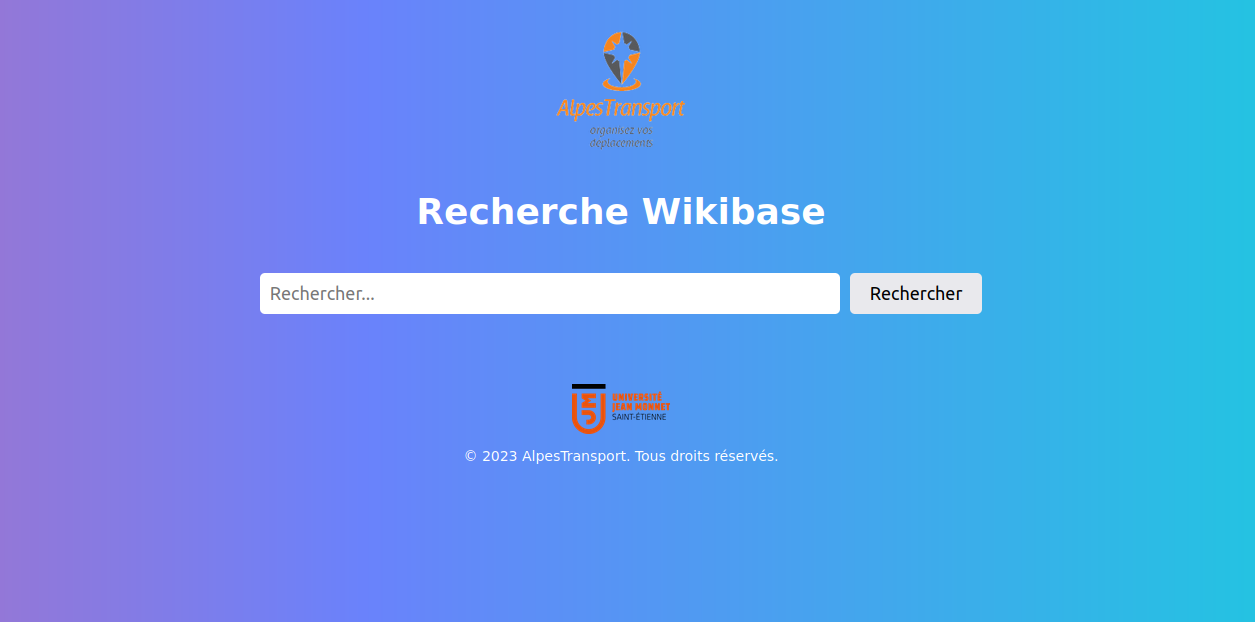 AlpesTransport
organisez vos
déplacements
Recherche Wikibase
Rechercher...
Rechercher
UNIVERSITÉ
JEAN MONNET
SAINT-ÉTIENNE
© 2023 AlpesTransport. Tous droits réservés.